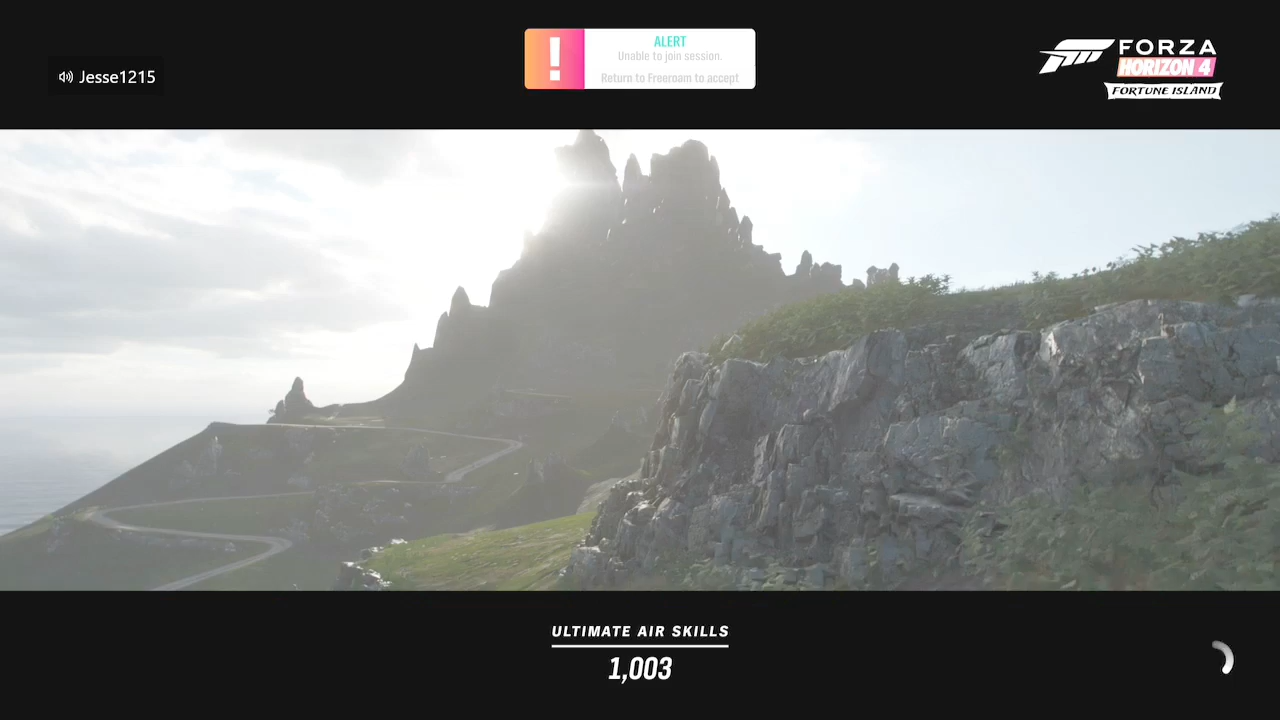 Jesse1215
ALERT
Unable to join session.
Return to Freeroam to accept
FORZA
HORIZON 4
FORTUNE ISLAND
ULTIMATE AIR SKILLS
1,003